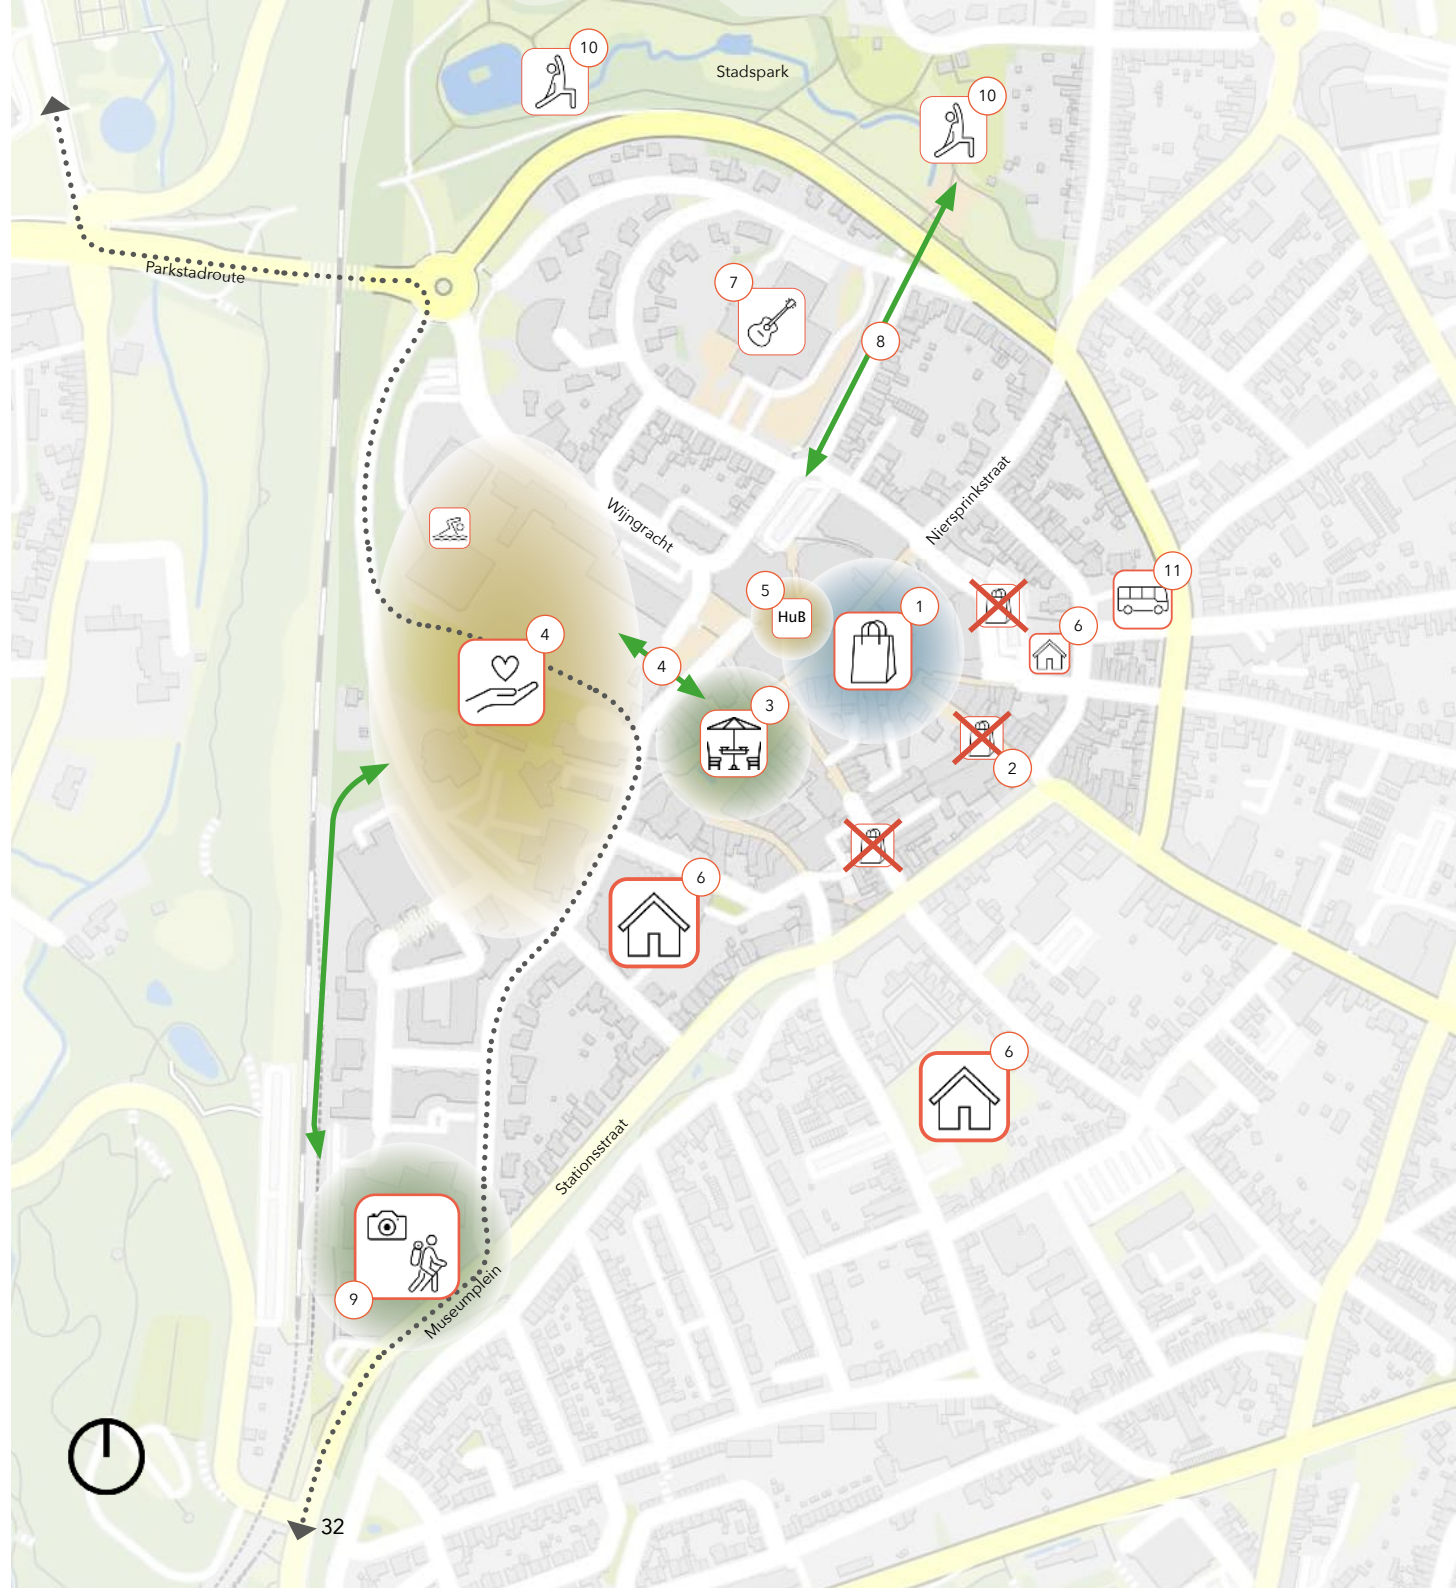 10
Stadspark
10
Parkstadroute
7
8
Niersprinkstraat
Wijngracht
11
5
HuB
1
6
4
4
3
2
6
6
Stationsstraat
9
Museumplein
32